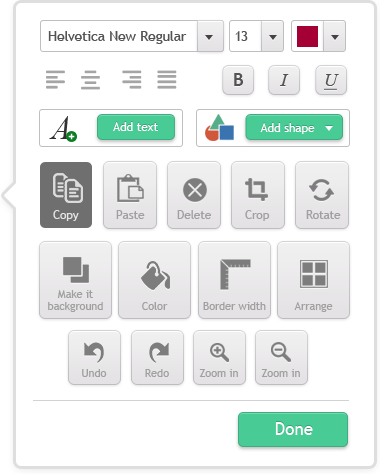 Helvetica New Regular 13
B I U
A Add text Add shape
Copy Paste Delete Crop Rotate
Make it
background Color Border width Arrange
Undo Redo Zoom in Zoom in
Done